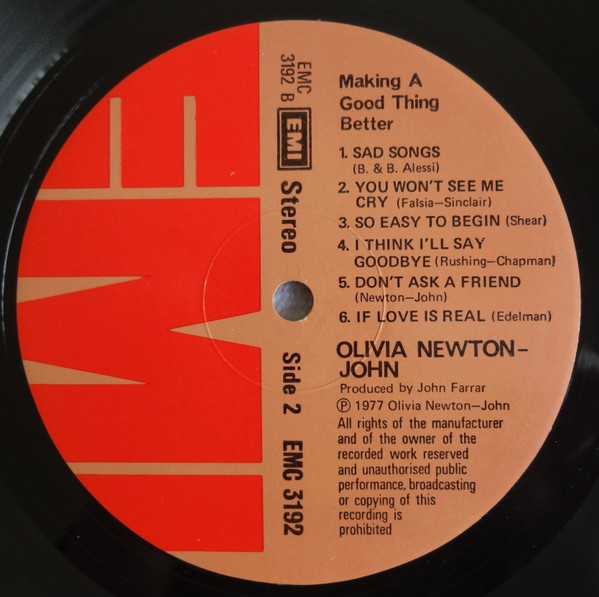 EMI
EMC
3192 B
EMI
Stereo
Side 2
EMC 3192
Making A
Good Thing
Better
1. SAD SONGS
(B. & B. Alessi)
2. YOU WON'T SEE ME
CRY (Falsia—Sinclair)
3. SO EASY TO BEGIN (Shear)
4. I THINK I'LL SAY
GOODBYE (Rushing—Chapman)
5. DON'T ASK A FRIEND
(Newton—John)
6. IF LOVE IS REAL (Edelman)
OLIVIA NEWTON—
JOHN
Produced by John Farrar
Ⓟ 1977 Olivia Newton—John
All rights of the manufacturer
and of the owner of the
recorded work reserved
and unauthorised public
performance, broadcasting
or copying of this
recording is
prohibited